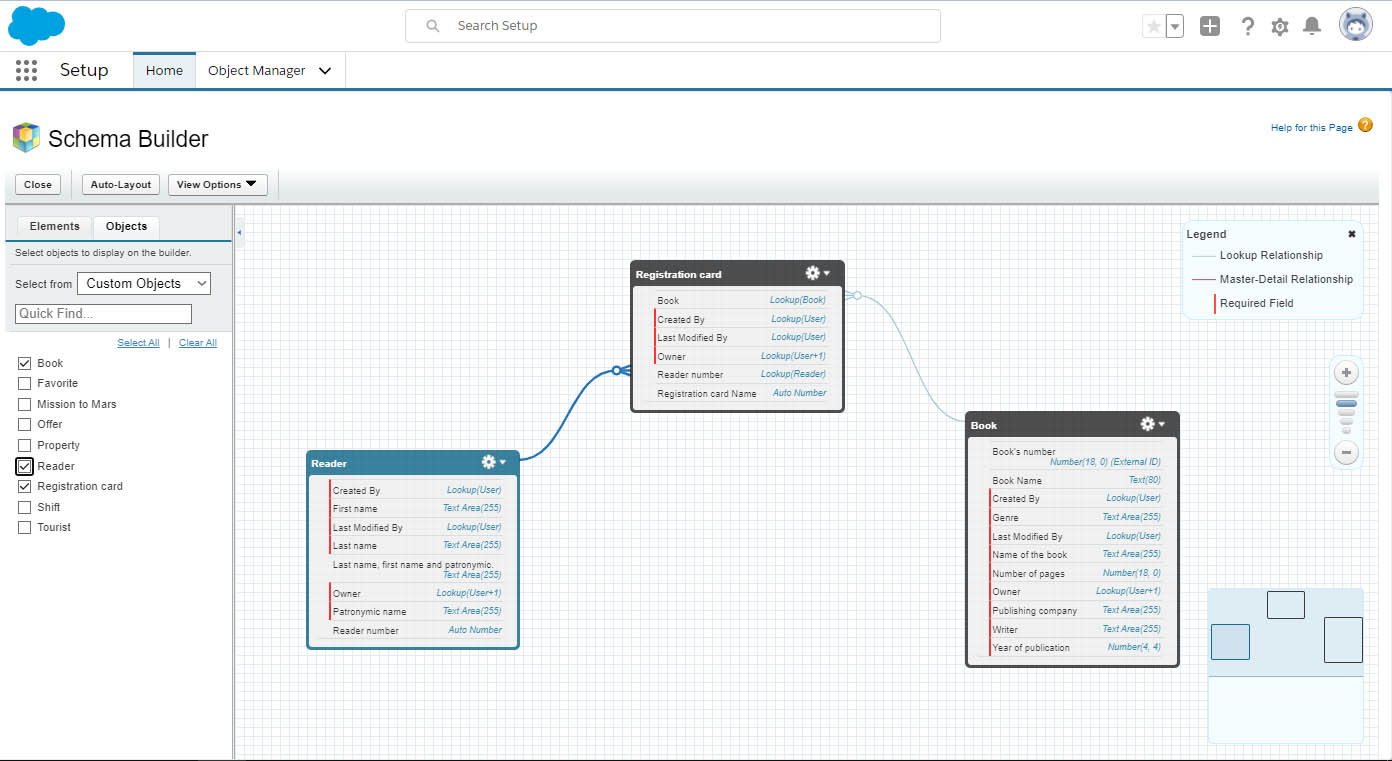 Search Setup
Setup
Home
Object Manager
Schema Builder
Help for this Page
Close
Auto-Layout
View Options
Elements
Objects
Select objects to display on the builder.
Select from Custom Objects
Quick Find...
Select All | Clear All
Book
Favorite
Mission to Mars
Offer
Property
Reader
Registration card
Shift
Tourist
Reader
Created By Lookup(User)
First name Text Area(255)
Last Modified By Lookup(User)
Last name Text Area(255)
Last name, first name and patronymic.
Text Area(255)
Owner Lookup(User+1)
Patronymic name Text Area(255)
Reader number Auto Number
Registration card
Book Lookup(Book)
Created By Lookup(User)
Last Modified By Lookup(User)
Owner Lookup(User+1)
Reader number Lookup(Reader)
Registration card Name Auto Number
Book
Book's number
Number(18, 0) (External ID)
Book Name Text(80)
Created By Lookup(User)
Genre Text Area(255)
Last Modified By Lookup(User)
Name of the book Text Area(255)
Number of pages Number(18, 0)
Owner Lookup(User+1)
Publishing company Text Area(255)
Writer Text Area(255)
Year of publication Number(4, 4)
Legend
Lookup Relationship
Master-Detail Relationship
Required Field